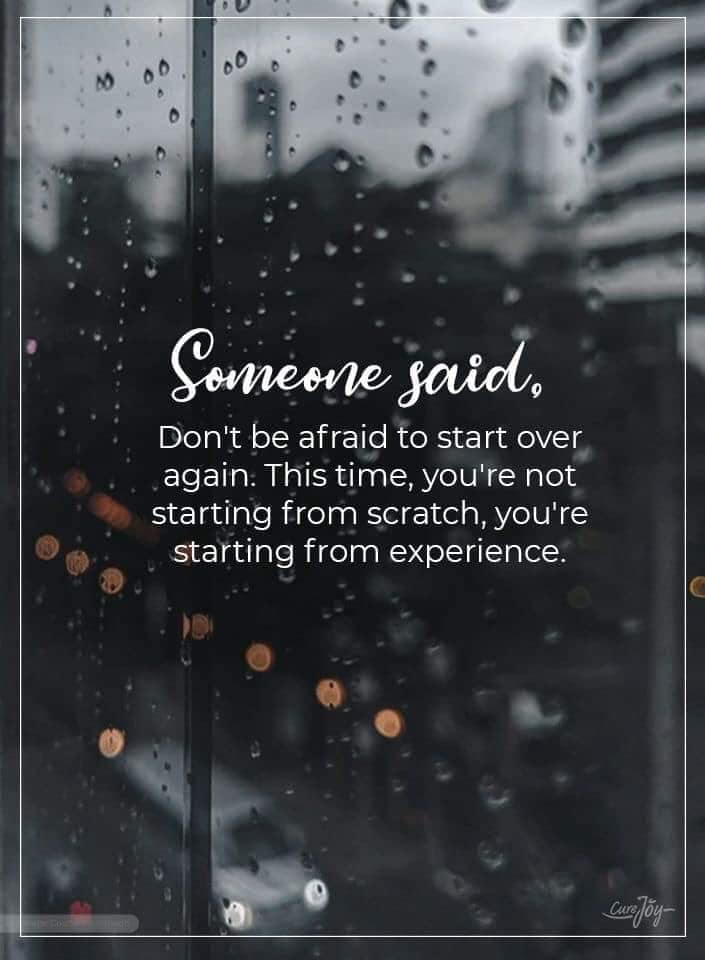 Someone said,
Don't be afraid to start over
again. This time, you're not
starting from scratch, you're
starting from experience.
CureJoy